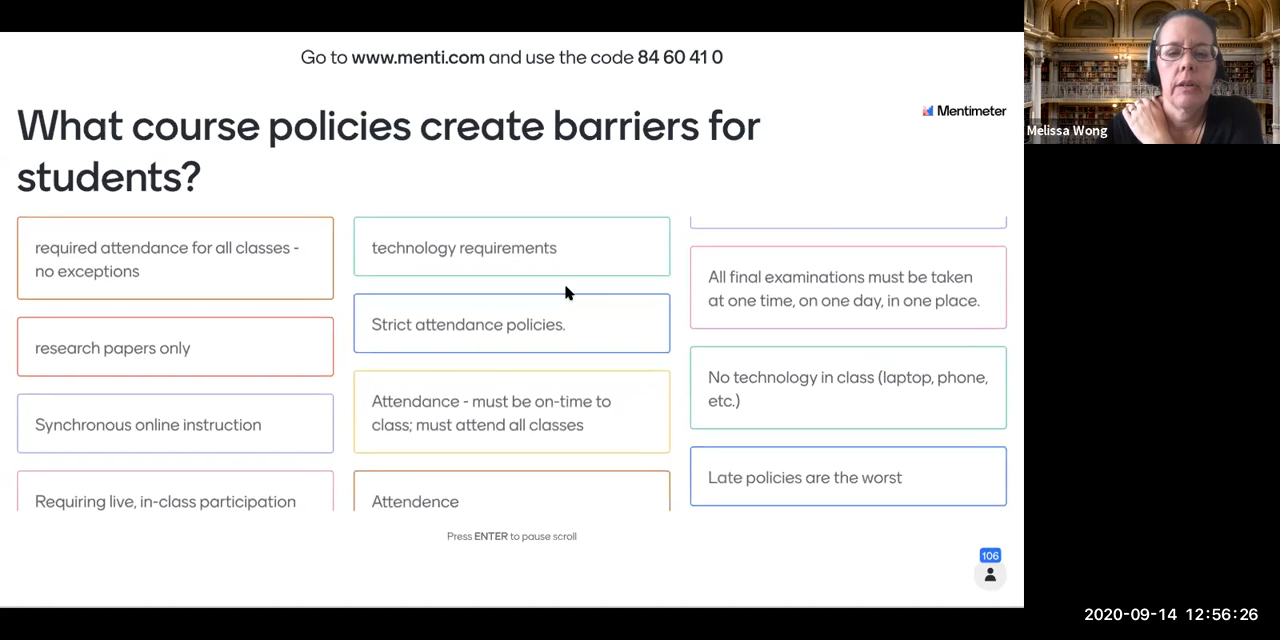 Go to www.menti.com and use the code 84 60 41 0
What course policies create barriers for
students?
Mentimeter
required attendance for all classes -
no exceptions
research papers only
Synchronous online instruction
Requiring live, in-class participation
technology requirements
Strict attendance policies.
Attendance - must be on-time to
class; must attend all classes
Attendence
All final examinations must be taken
at one time, on one day, in one place.
No technology in class (laptop, phone,
etc.)
Late policies are the worst
Press ENTER to pause scroll
106
Melissa Wong
2020-09-14 12:56:26